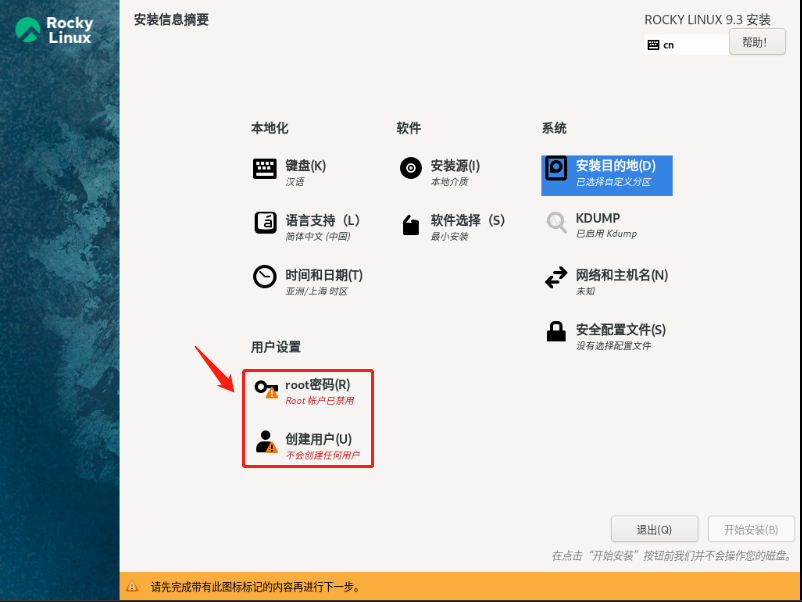 Rocky
Linux
安装信息摘要
ROCKY LINUX 9.3 安装
cn
帮助!
本地化
软件
系统
键盘(K)
汉语
安装源(I)
本地介质
安装目的地(D)
已选择自定义分区
语言支持（L）
简体中文 (中国)
软件选择（S）
最小安装
KDUMP
已启用 Kdump
时间和日期(T)
亚洲/上海 时区
网络和主机名(N)
未知
安全配置文件(S)
没有选择配置文件
用户设置
root密码(R)
Root 帐户已禁用
创建用户(U)
不会创建任何用户
退出(Q)
开始安装(B)
在点击“开始安装”按钮前我们并不会操作您的磁盘。
请先完成带有此图标标记的内容再进行下一步。